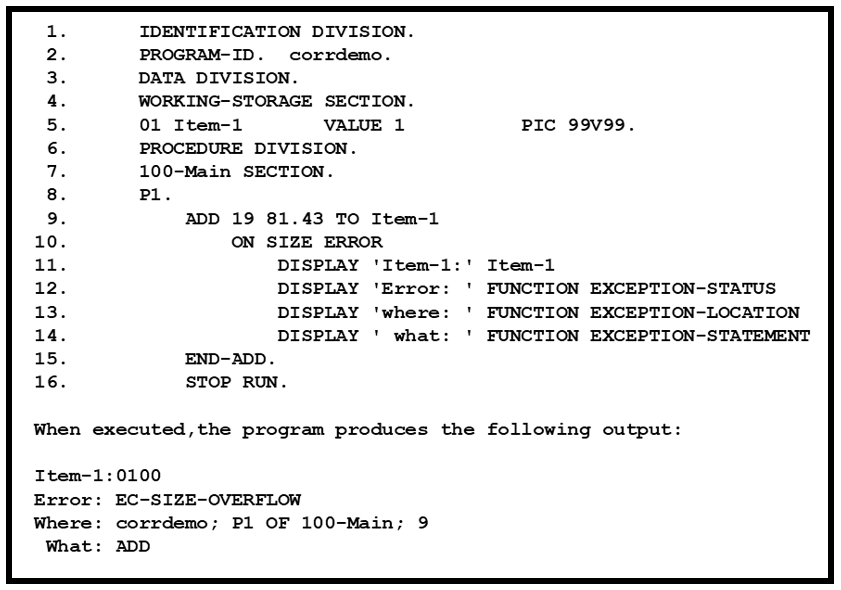 1. IDENTIFICATION DIVISION.
2. PROGRAM-ID. corrdemo.
3. DATA DIVISION.
4. WORKING-STORAGE SECTION.
5. 01 Item-1 VALUE 1 PIC 99V99.
6. PROCEDURE DIVISION.
7. 100-Main SECTION.
8. P1.
9. ADD 19 81.43 TO Item-1
10. ON SIZE ERROR
11. DISPLAY 'Item-1:' Item-1
12. DISPLAY 'Error: ' FUNCTION EXCEPTION-STATUS
13. DISPLAY 'where: ' FUNCTION EXCEPTION-LOCATION
14. DISPLAY ' what: ' FUNCTION EXCEPTION-STATEMENT
15. END-ADD.
16. STOP RUN.
When executed,the program produces the following output:
Item-1:0100
Error: EC-SIZE-OVERFLOW
Where: corrdemo; P1 OF 100-Main; 9
What: ADD